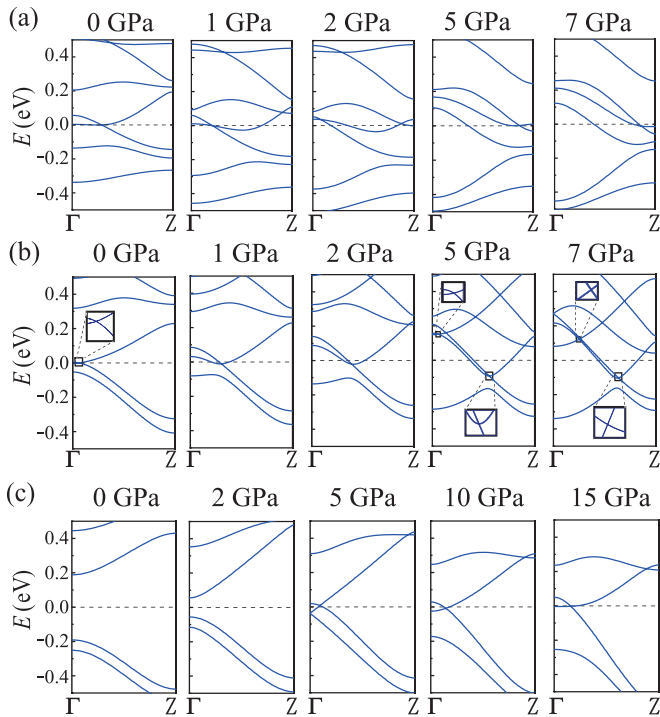 (a) 0 GPa 1 GPa 2 GPa 5 GPa 7 GPa
E (eV)
0.4
0.2
0.0
−0.2
−0.4
Γ Z Γ Z Γ Z Γ Z Γ Z
(b) 0 GPa 1 GPa 2 GPa 5 GPa 7 GPa
E (eV)
0.4
0.2
0.0
−0.2
−0.4
Γ Z Γ Z Γ Z Γ Z Γ Z
(c) 0 GPa 2 GPa 5 GPa 10 GPa 15 GPa
E (eV)
0.4
0.2
0.0
−0.2
−0.4
Γ Z Γ Z Γ Z Γ Z Γ Z